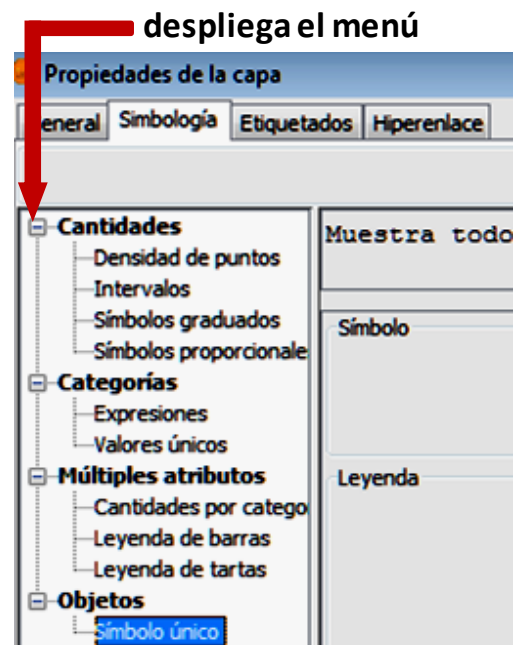 despliega el menú
Propiedades de la capa
eneral Simbología Etiquetados Hiperenlace
Cantidades
Densidad de puntos
Intervalos
Símbolos graduados
Símbolos proporcionale
Categorías
Expresiones
Valores únicos
Múltiples atributos
Cantidades por catego
Leyenda de barras
Leyenda de tartas
Objetos
Símbolo único
Muestra todo
Símbolo
Leyenda